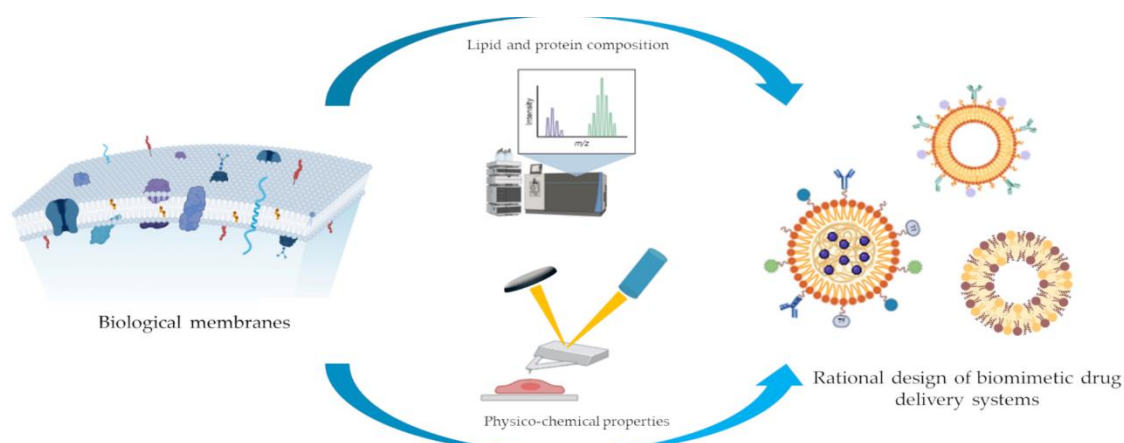 Lipid and protein composition
Intensity
m/z
Biological membranes
Physico-chemical properties
Rational design of biomimetic drug
delivery systems